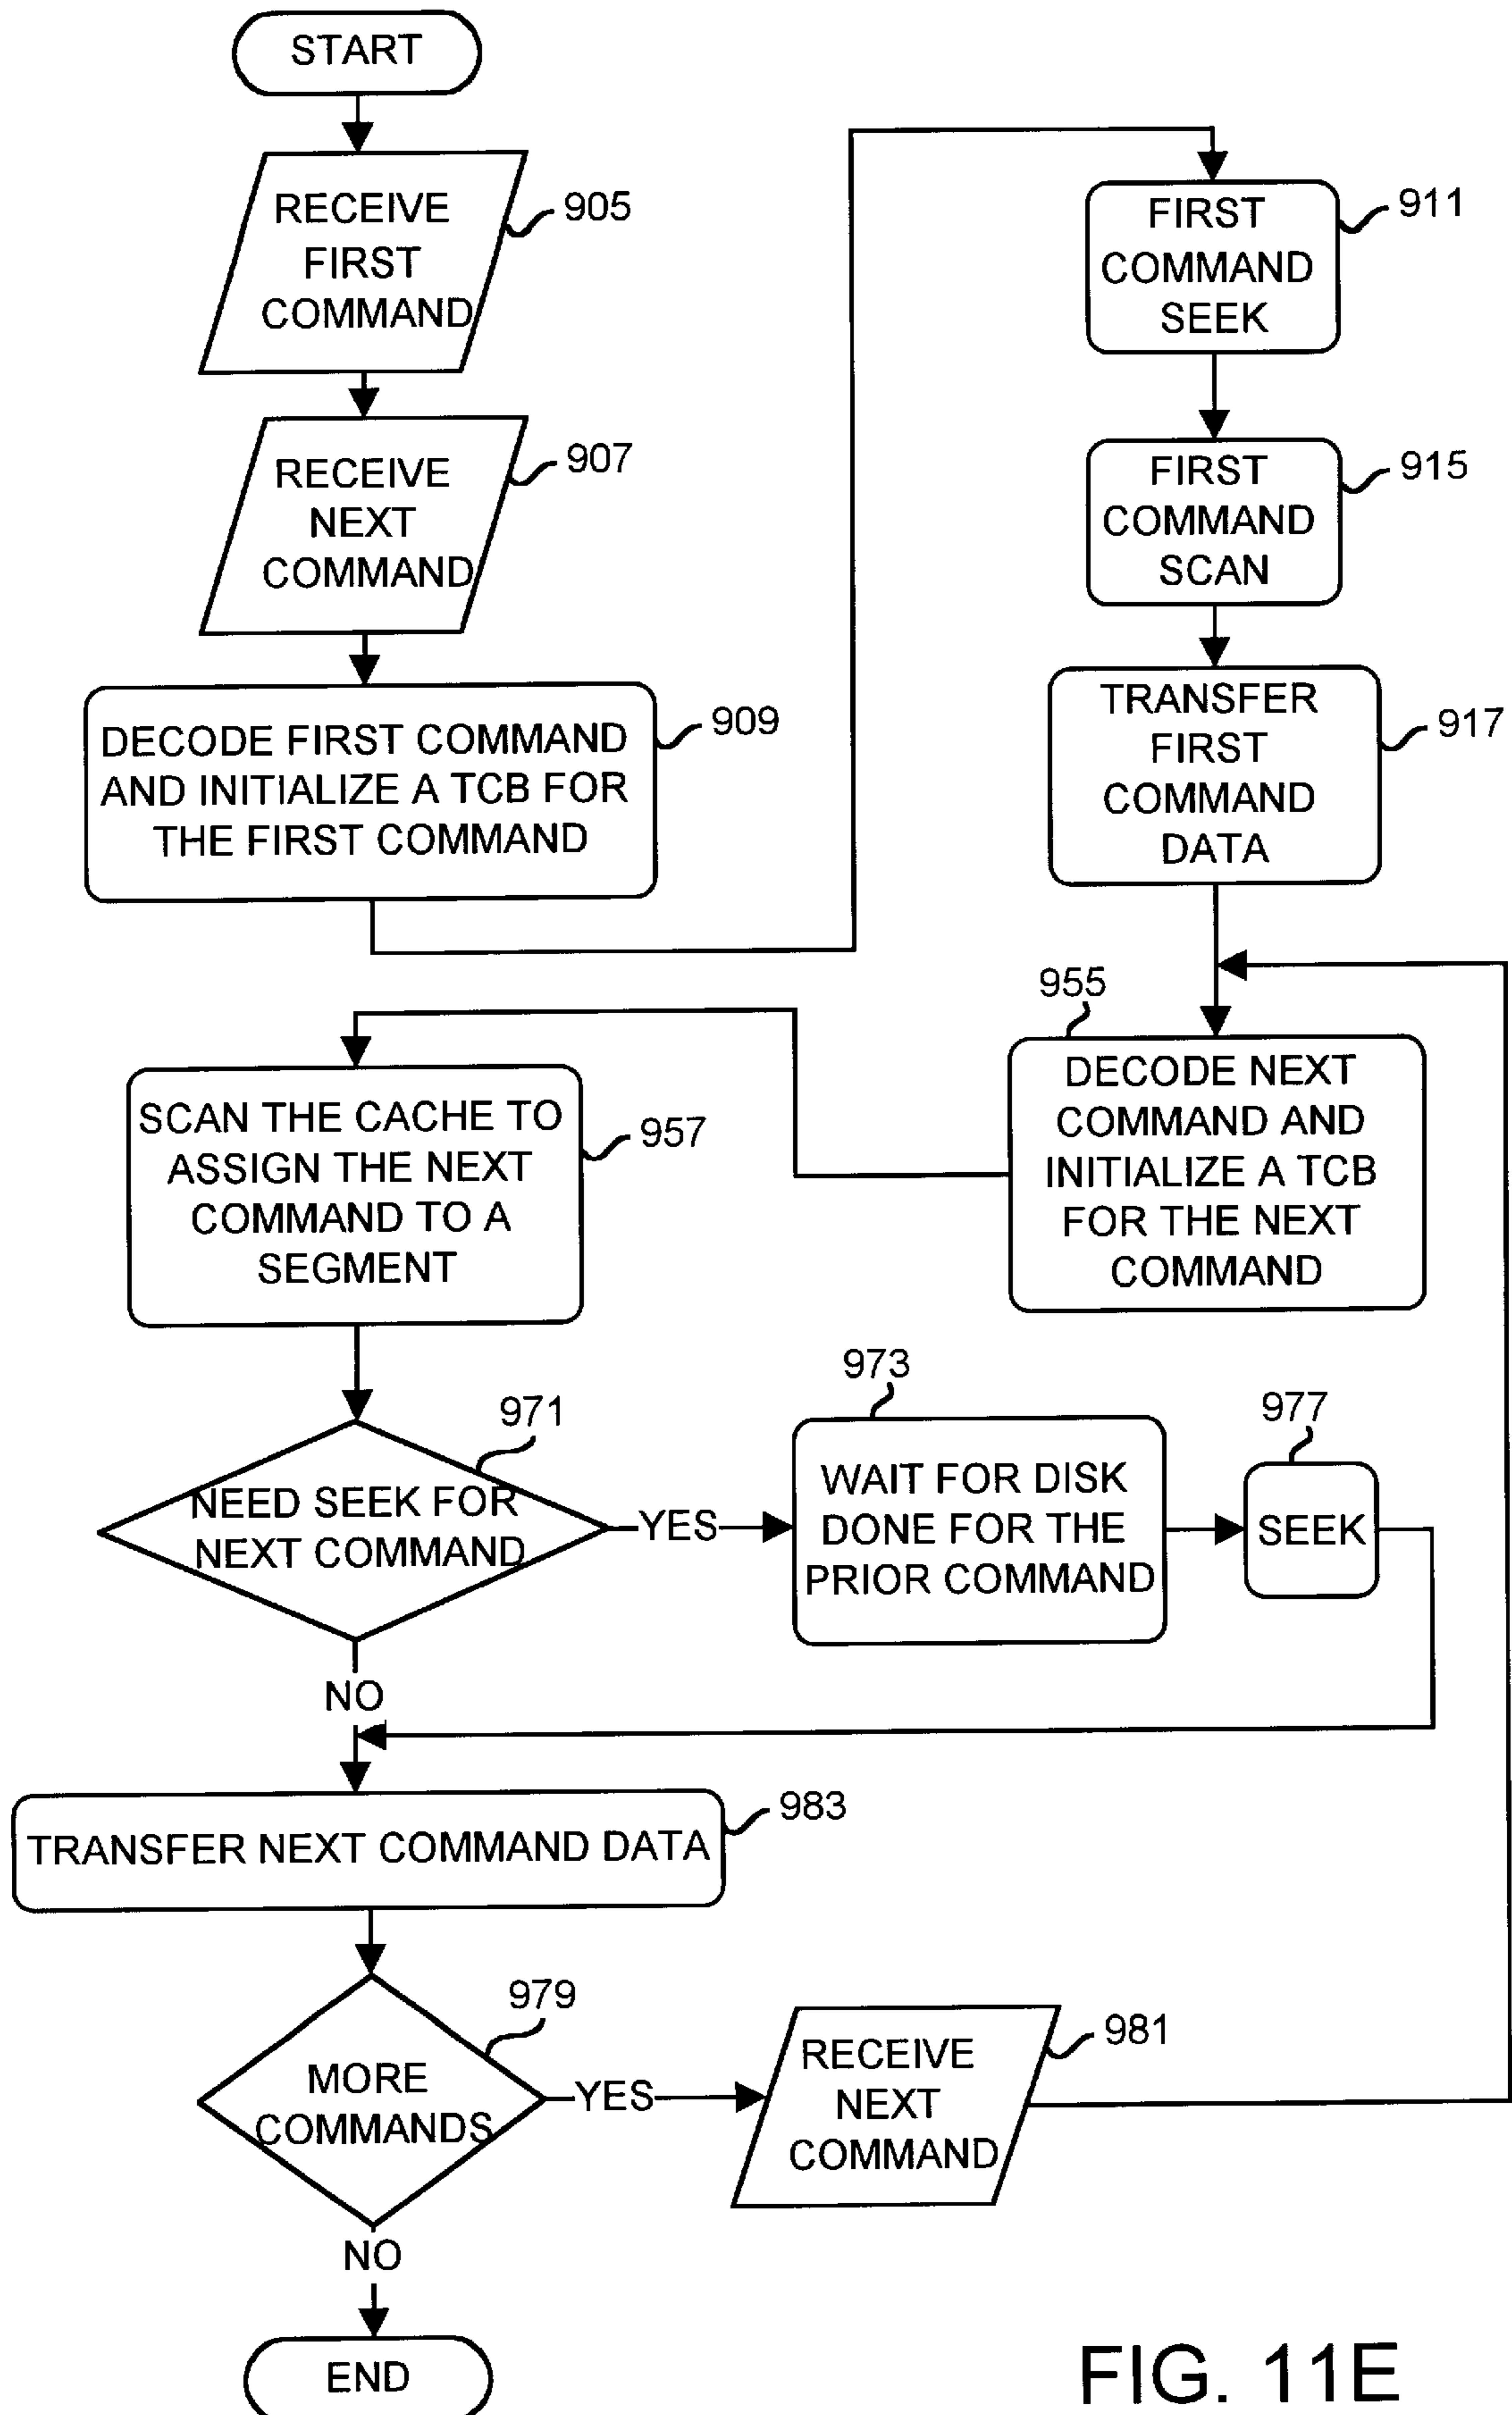 START
RECEIVE
FIRST
COMMAND
905
RECEIVE
NEXT
COMMAND
907
DECODE FIRST COMMAND
AND INITIALIZE A TCB FOR
THE FIRST COMMAND
909
FIRST
COMMAND
SEEK
911
FIRST
COMMAND
SCAN
915
TRANSFER
FIRST
COMMAND
DATA
917
955
DECODE NEXT
COMMAND AND
INITIALIZE A TCB
FOR THE NEXT
COMMAND
SCAN THE CACHE TO
ASSIGN THE NEXT
COMMAND TO A
SEGMENT
957
971
NEED SEEK FOR
NEXT COMMAND
YES
973
WAIT FOR DISK
DONE FOR THE
PRIOR COMMAND
977
SEEK
NO
TRANSFER NEXT COMMAND DATA
983
979
MORE
COMMANDS
YES
RECEIVE
NEXT
COMMAND
981
NO
END
FIG. 11E